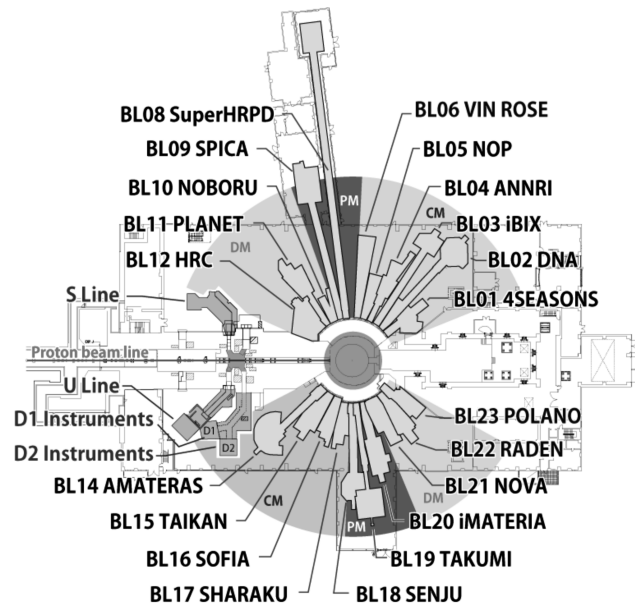 BL06 VIN ROSE
BL08 SuperHRPD
BL09 SPICA
BL05 NOP
BL10 NOBORU
PM
BL04 ANNRI
CM
BL11 PLANET
BL03 iBIX
DM
BL12 HRC
BL02 DNA
S Line
BL01 4SEASONS
Proton beam line
U Line
D1 Instruments
D1
BL23 POLANO
D2
D2 Instruments
BL22 RADEN
BL14 AMATERAS
BL21 NOVA
CM
DM
BL15 TAIKAN
PM
BL20 iMATERIA
BL16 SOFIA
BL19 TAKUMI
BL17 SHARAKU
BL18 SENJU